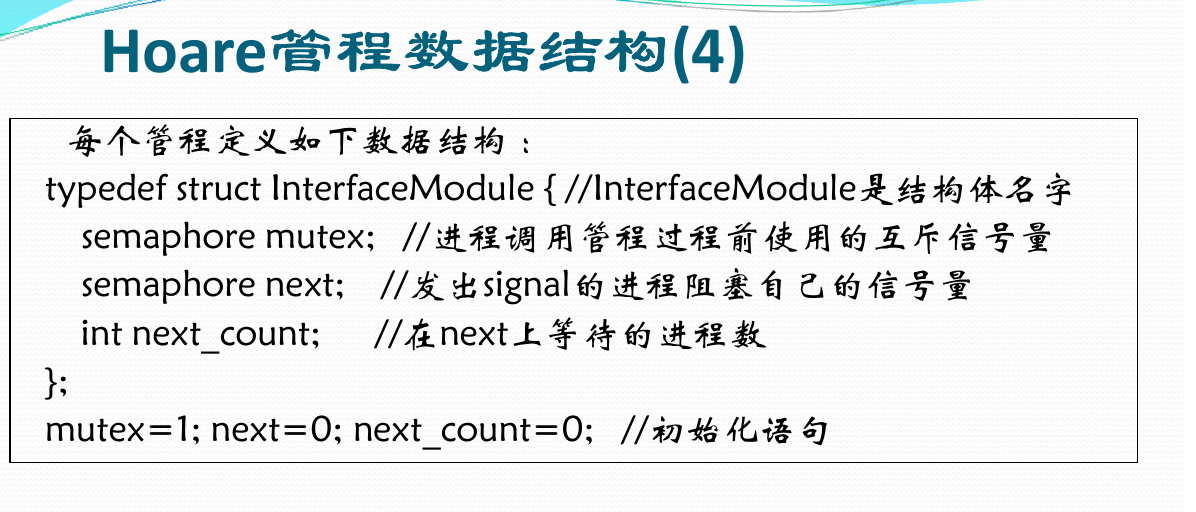 Hoare管程数据结构(4)
每个管程定义如下数据结构：
typedef struct InterfaceModule { //InterfaceModule是结构体名字
semaphore mutex; //进程调用管程过程前使用的互斥信号量
semaphore next; //发出signal的进程阻塞自己的信号量
int next_count; //在next上等待的进程数
};
mutex=1; next=0; next_count=0; //初始化语句